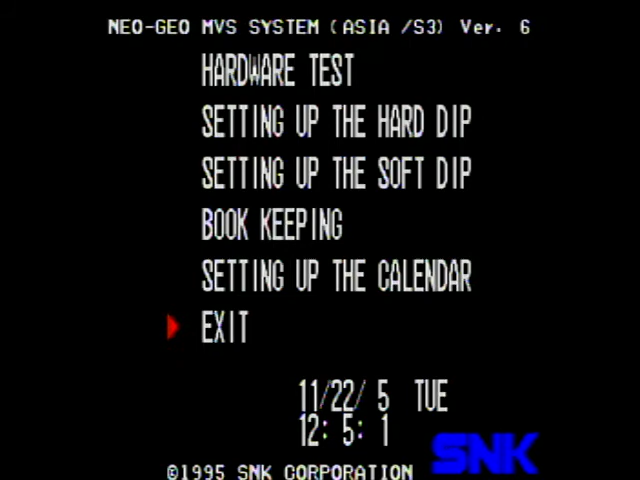 NEO-GEO MVS SYSTEM (ASIA /S3) Ver. 6
HARDWARE TEST
SETTING UP THE HARD DIP
SETTING UP THE SOFT DIP
BOOK KEEPING
SETTING UP THE CALENDAR
EXIT
11/22/ 5 TUE
12: 5: 1
SNK
©1995 SNK CORPORATION